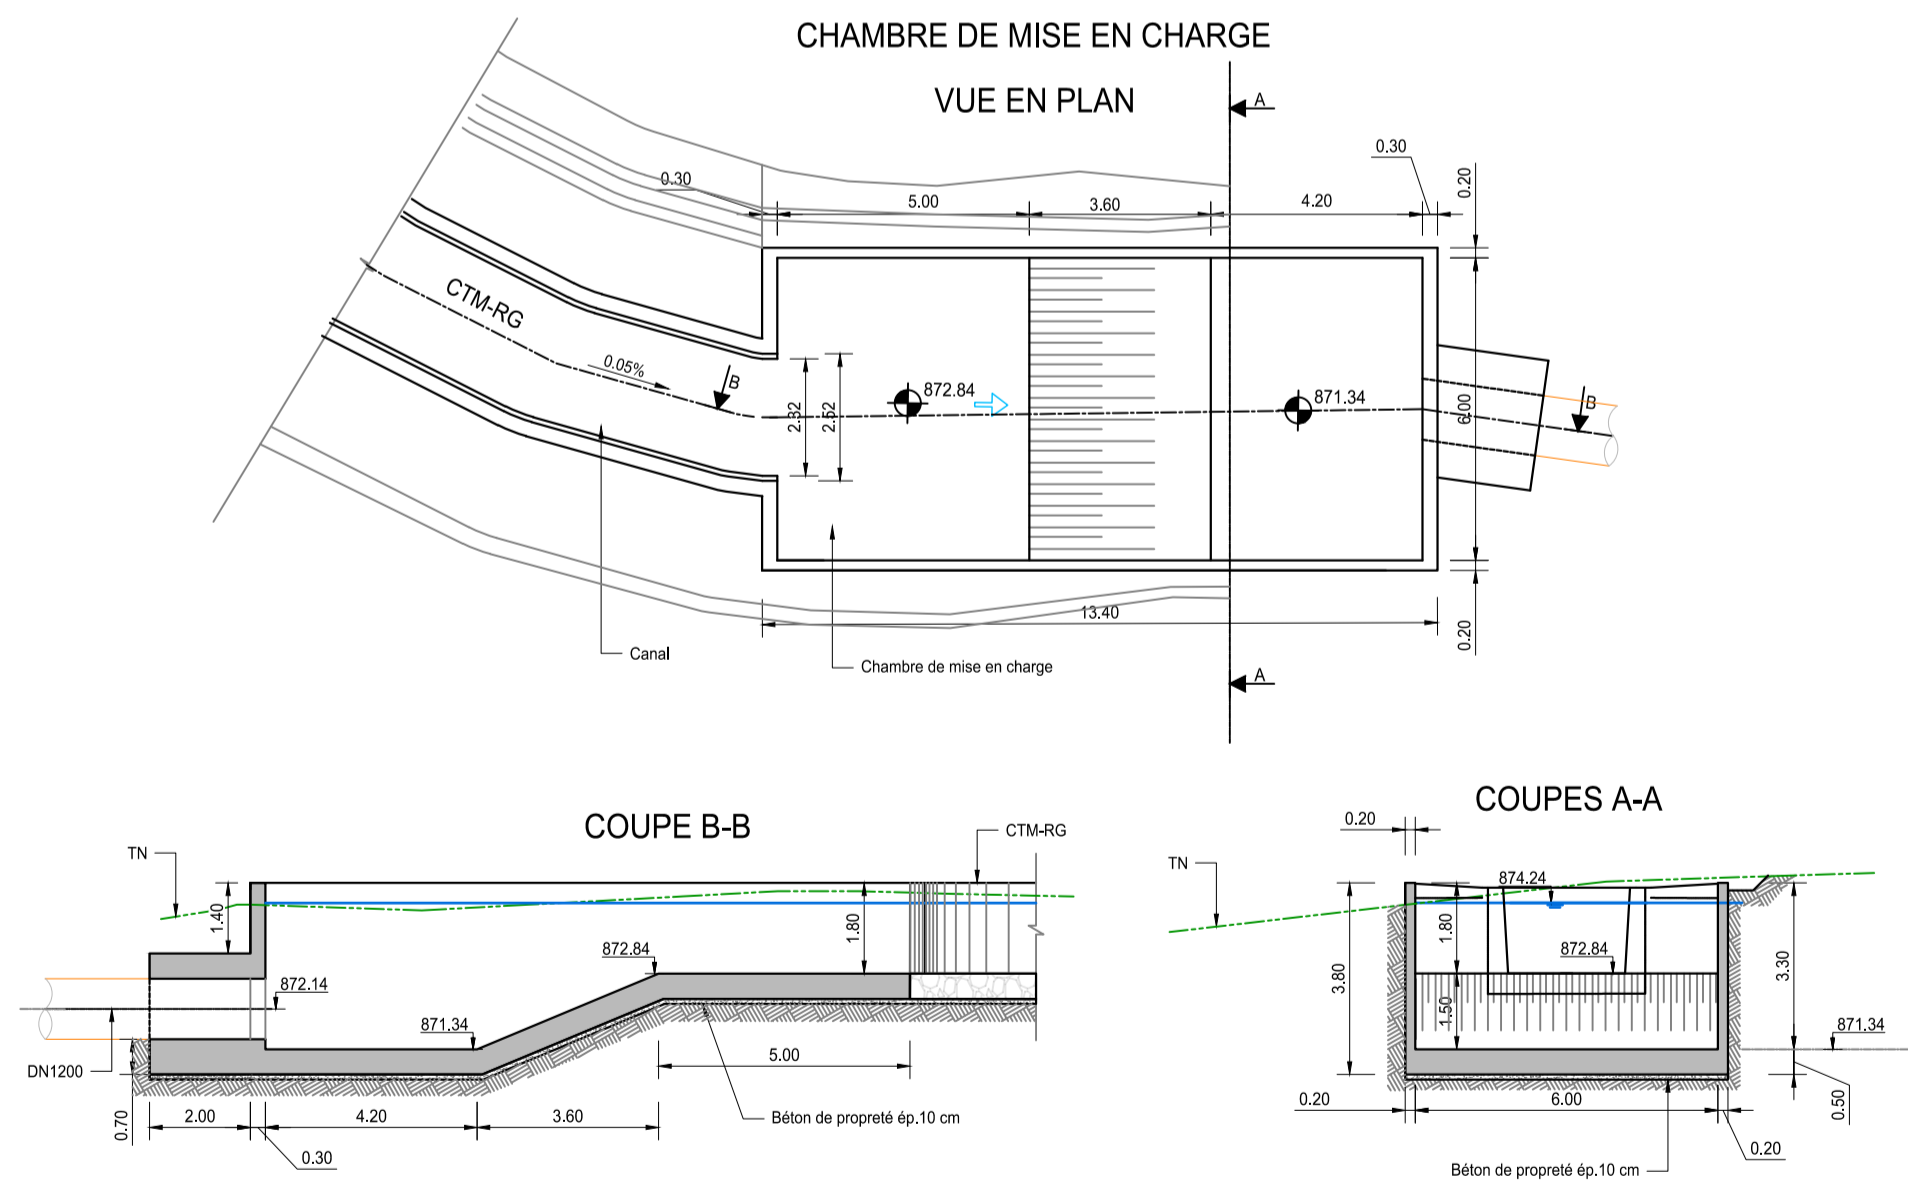 CHAMBRE DE MISE EN CHARGE
VUE EN PLAN
A
0.30
0.20
0.30
5.00
3.60
4.20
CTM-RG
0.05%
B
2.32
2.52
872.84
871.34
6.00
B
13.40
0.20
Canal
Chambre de mise en charge
A
COUPE B-B
CTM-RG
TN
1.40
1.80
872.84
872.14
871.34
DN1200
5.00
0.70
2.00
4.20
3.60
0.30
Béton de propreté ép.10 cm
COUPES A-A
0.20
TN
874.24
1.80
872.84
3.80
3.30
1.50
871.34
0.20
6.00
0.50
0.20
Béton de propreté ép.10 cm